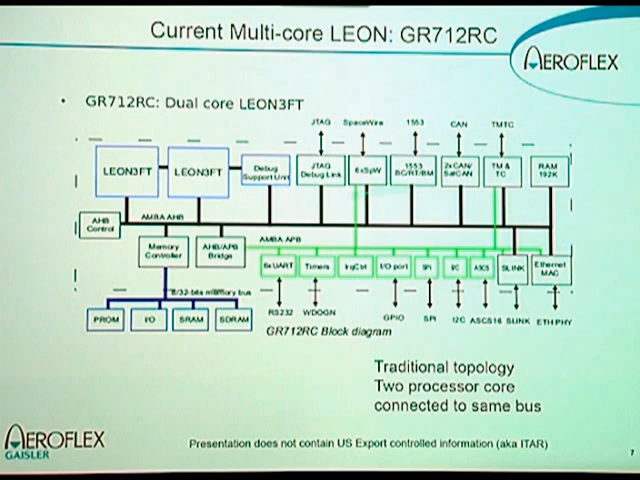 Current Multi-core LEON: GR712RC
AEROFLEX
• GR712RC: Dual core LEON3FT
JTAG SpaceWire 1553 CAN TMTC
LEON3FT LEON3FT Debug Support Unit JTAG Debug Link 6xSpW 1553 BC/RT/BM 2xCAN/ SatCAN TM & TC RAM 192K
AHB Control
AMBA AHB
Memory Controller AHB/APB Bridge
AMBA APB
6xUART Timers IrqCtrl I/O port SPI I2C ASCS SLINK Ethernet MAC
8/32-bits memory bus
PROM I/O SRAM SDRAM
RS232 WDOGN GPIO SPI I2C ASCS16 SLINK ETH PHY
GR712RC Block diagram
Traditional topology
Two processor core
connected to same bus
AEROFLEX
GAISLER
Presentation does not contain US Export controlled information (aka ITAR)
7